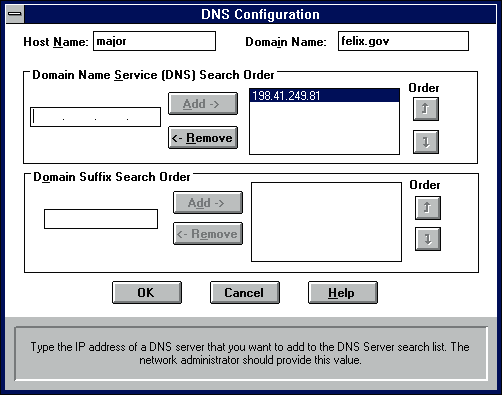 DNS Configuration
Host Name: major Domain Name: felix.gov
Domain Name Service (DNS) Search Order
Order
. . .
Add ->
<- Remove
198.41.249.81
Domain Suffix Search Order
Order
Add ->
<- Remove
OK Cancel Help
Type the IP address of a DNS server that you want to add to the DNS Server search list. The
network administrator should provide this value.